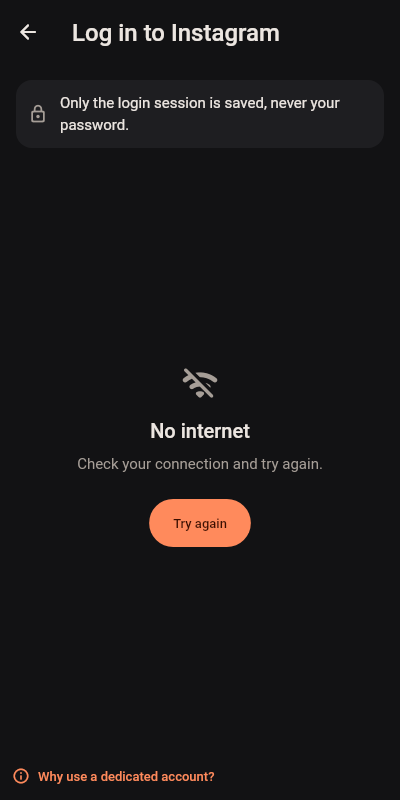 Log in to Instagram
Only the login session is saved, never your
password.
No internet
Check your connection and try again.
Try again
Why use a dedicated account?